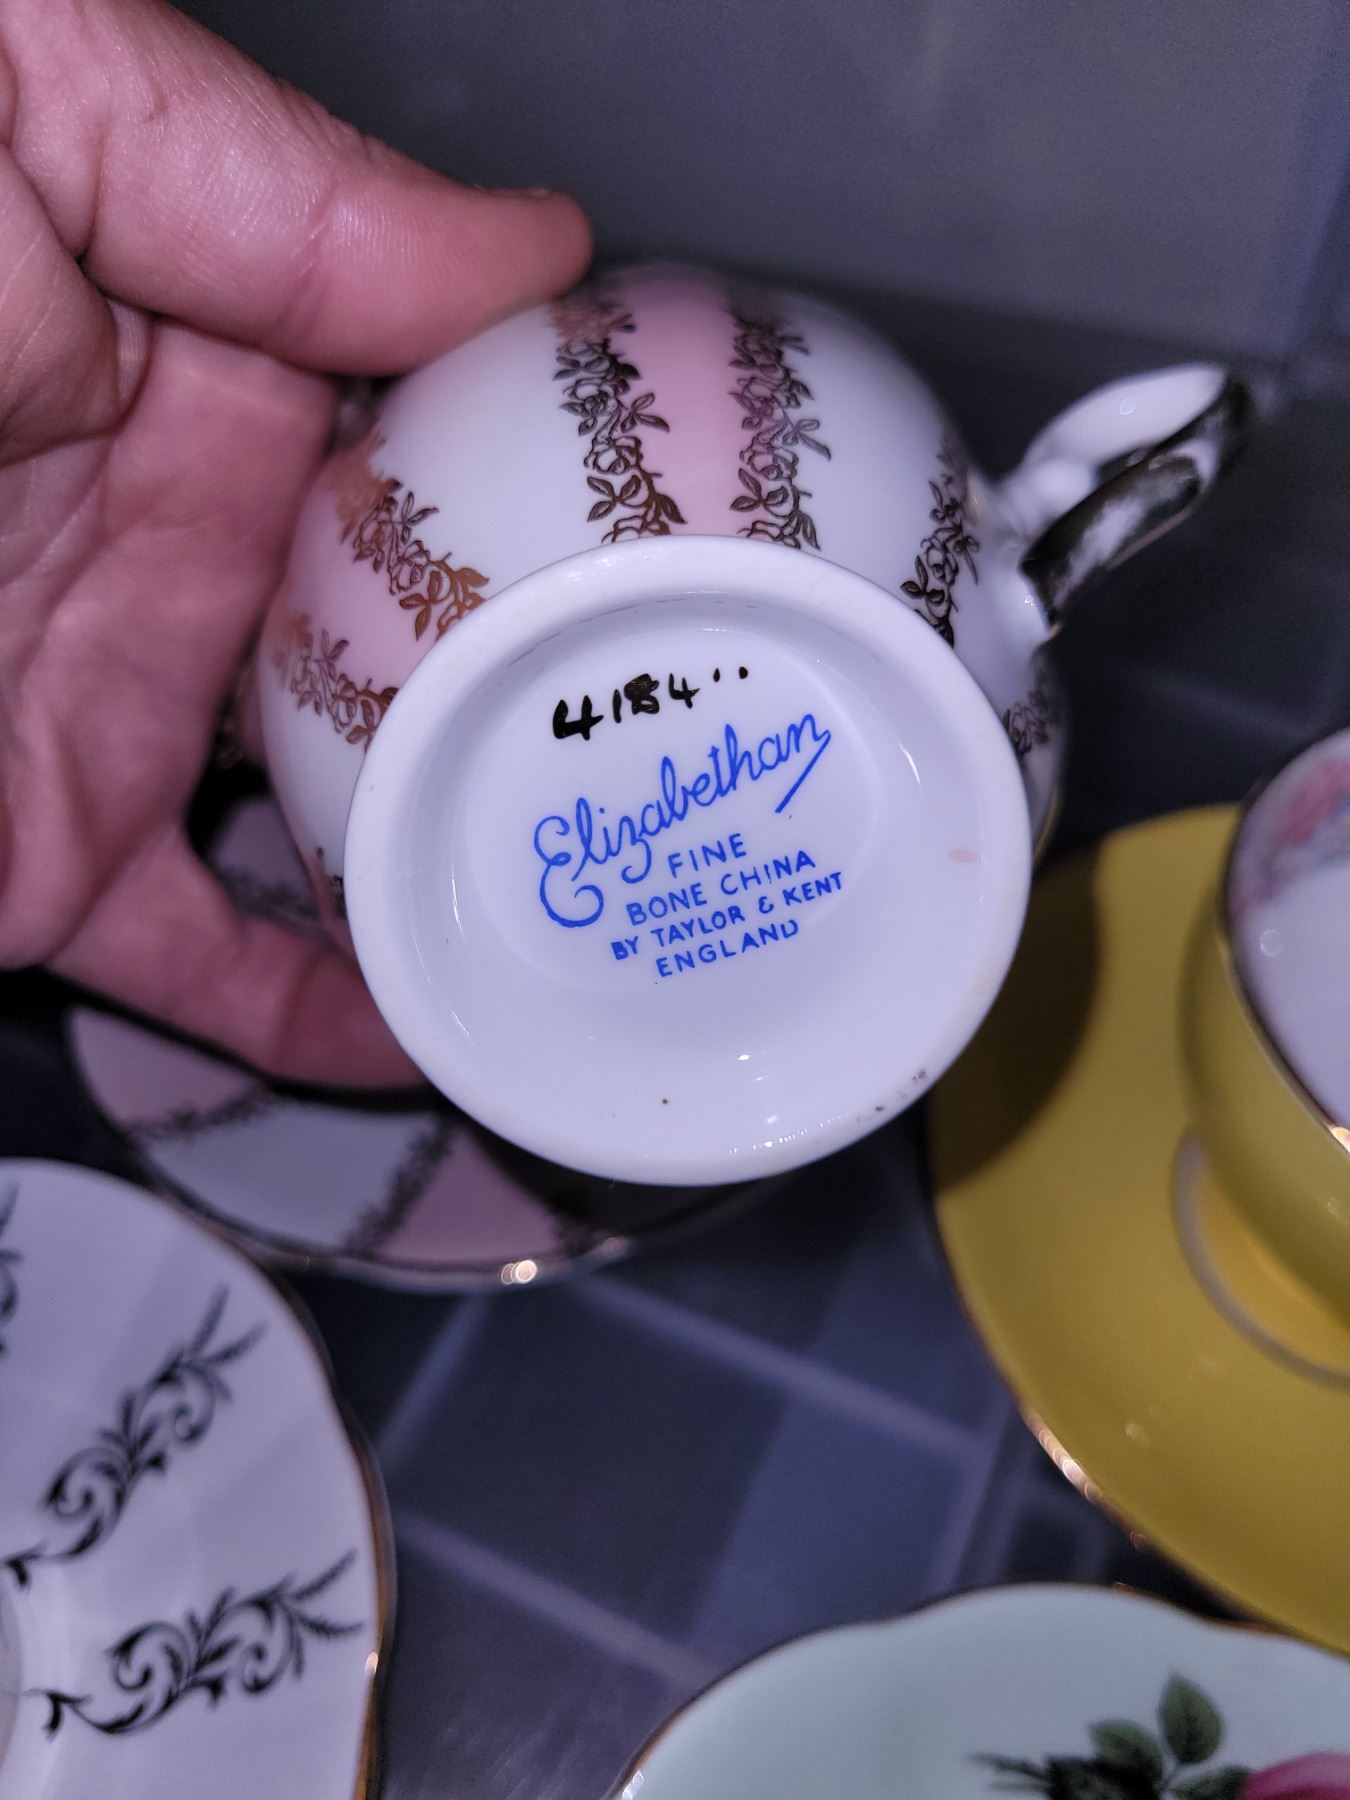 4184
Elizabethan
FINE
BONE CHINA
BY TAYLOR & KENT
ENGLAND